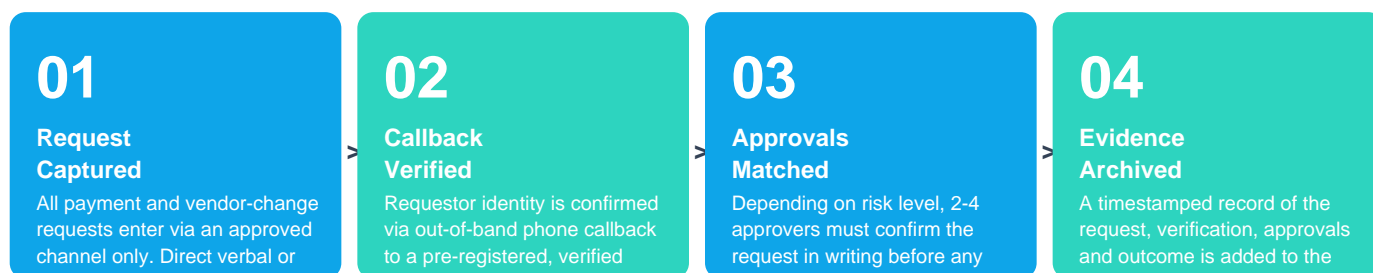 01
Request
Captured
All payment and vendor-change
requests enter via an approved
channel only. Direct verbal or
>
02
Callback
Verified
Requestor identity is confirmed
via out-of-band phone callback
to a pre-registered, verified
>
03
Approvals
Matched
Depending on risk level, 2-4
approvers must confirm the
request in writing before any
>
04
Evidence
Archived
A timestamped record of the
request, verification, approvals
and outcome is added to the